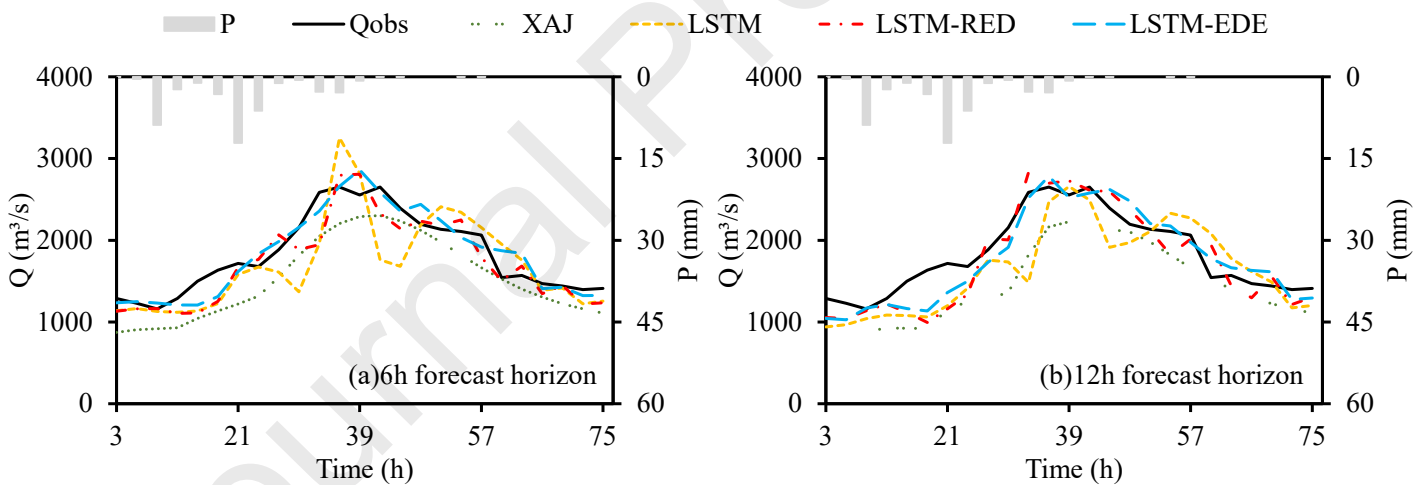 P Qobs XAJ LSTM LSTM-RED LSTM-EDE
4000 0 4000 0
3000 15 3000 15
2000 30 2000 30
1000 45 1000 45
0 60 0 60
Q (m³/s) P (mm) Q (m³/s) P (mm)
(a)6h forecast horizon (b)12h forecast horizon
3 21 39 57 75 3 21 39 57 75
Time (h) Time (h)